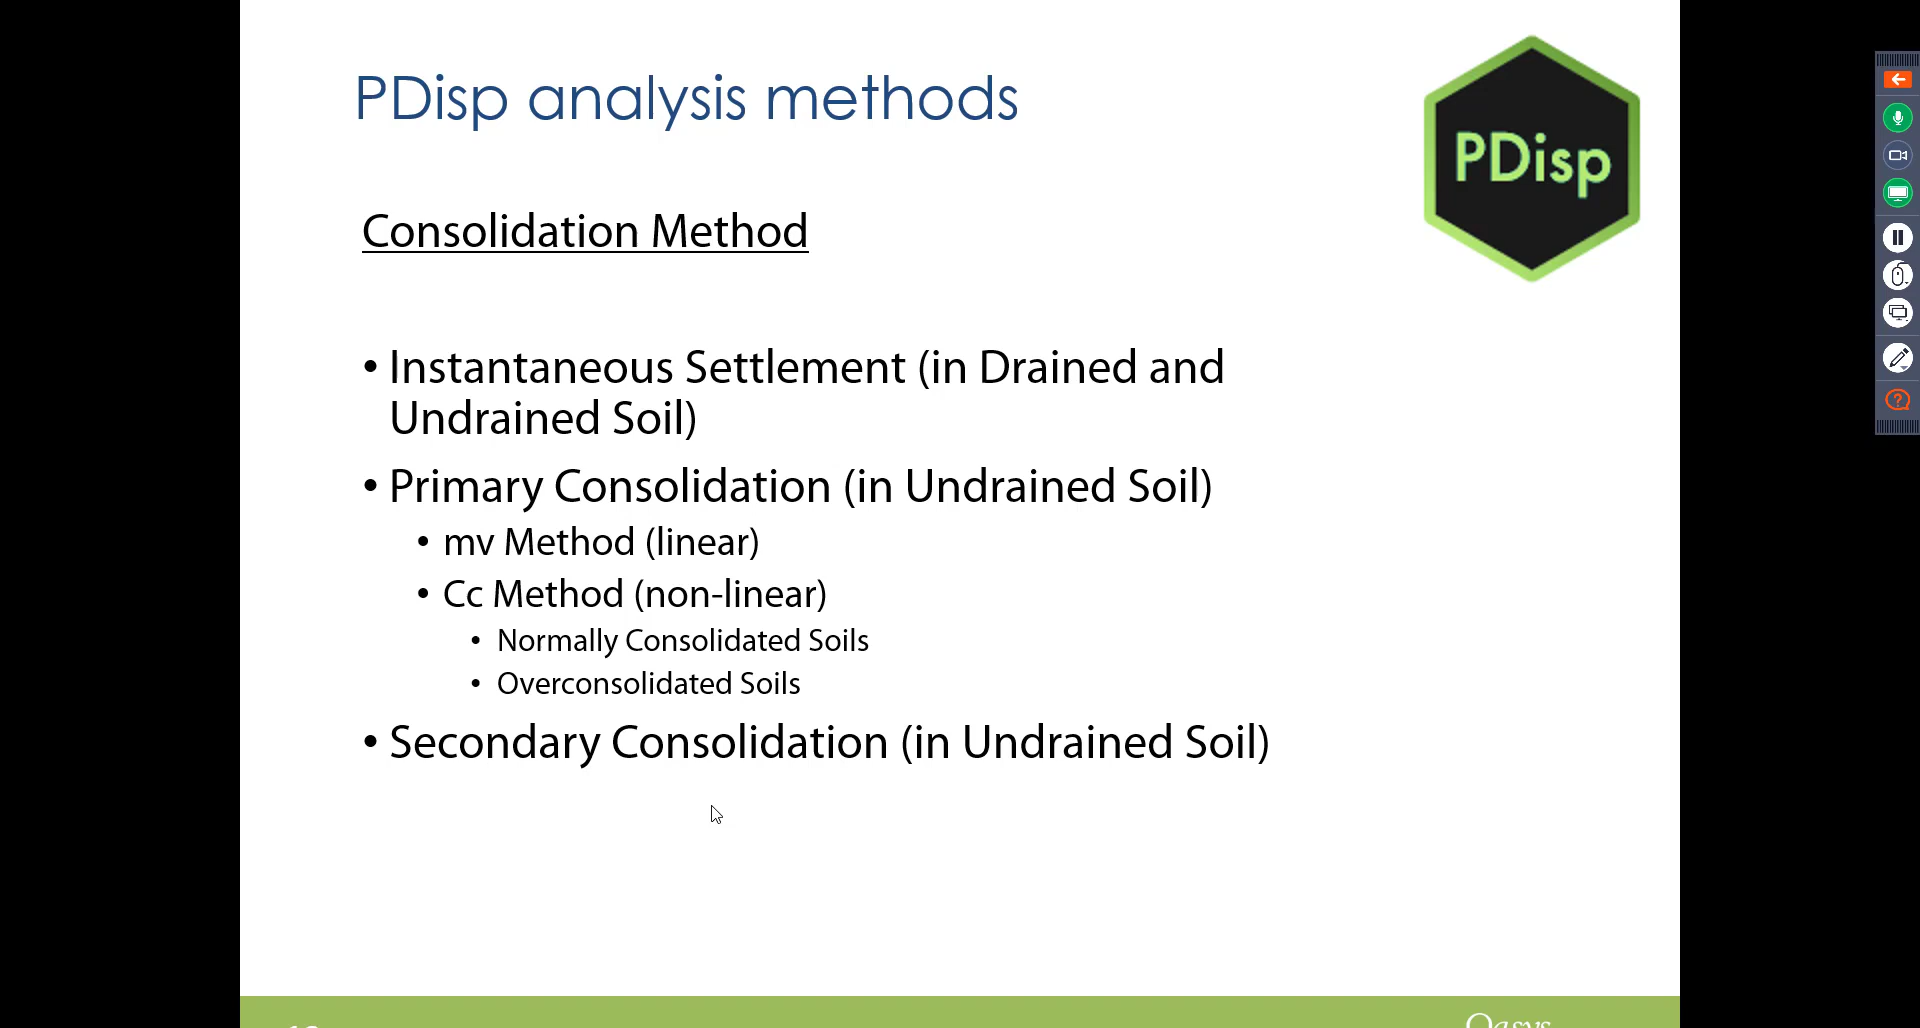 PDisp analysis methods
PDisp
Consolidation Method
• Instantaneous Settlement (in Drained and
Undrained Soil)
• Primary Consolidation (in Undrained Soil)
• mv Method (linear)
• Cc Method (non-linear)
• Normally Consolidated Soils
• Overconsolidated Soils
• Secondary Consolidation (in Undrained Soil)
Oasys